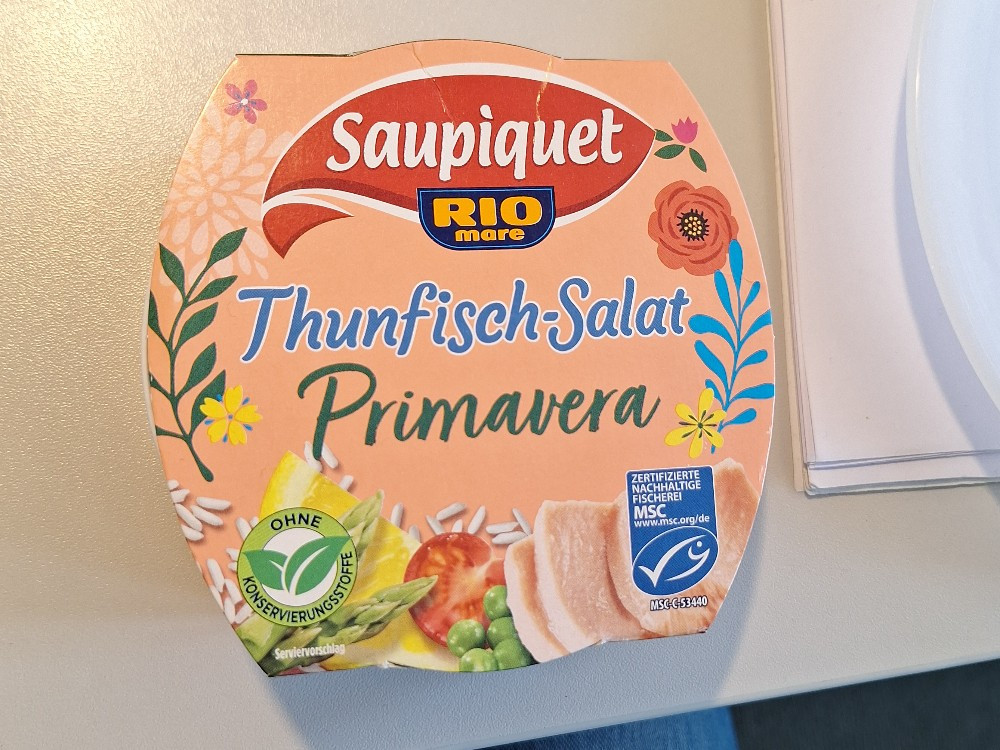 Saupiquet
RIO
mare
Thunfisch-Salat
Primavera
ZERTIFIZIERTE
NACHHALTIGE
FISCHEREI
MSC
www.msc.org/de
OHNE
KONSERVIERUNGSSTOFFE
MSC-C-53440
Serviervorschlag